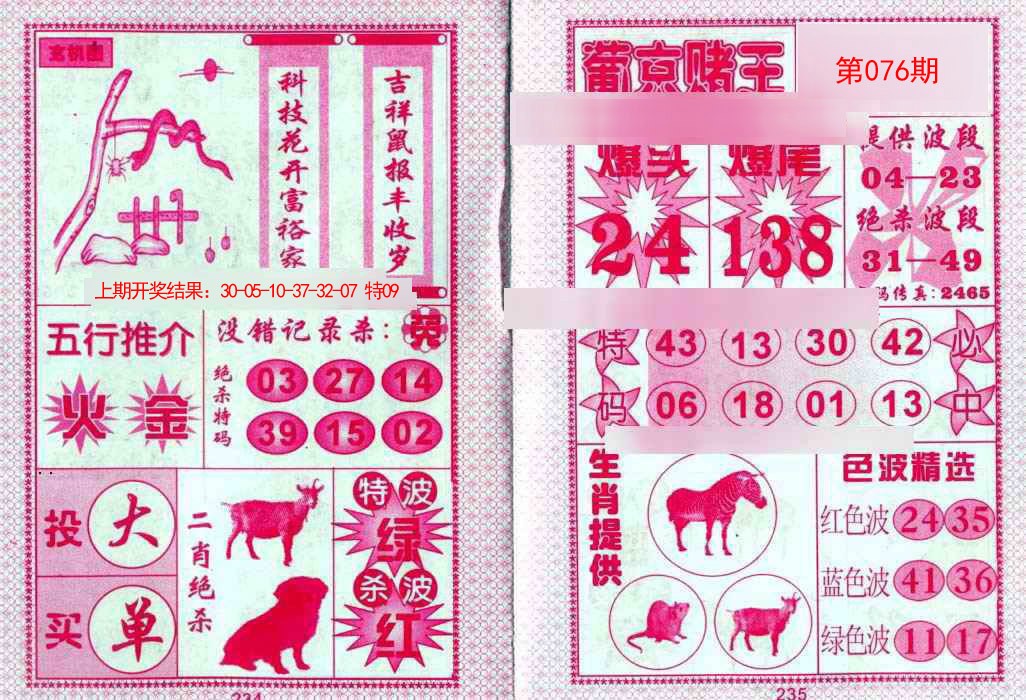 玄机图
科技花开富裕家
吉祥鼠报丰收岁
上期开奖结果：30-05-10-37-32-07 特09
五行推介
火 金
没错记录杀：
绝杀特码
03 27 14
39 15 02
投 大
买 单
二肖绝杀
特波
绿
杀波
红
234
葡京赌王
第076期
爆头 爆尾
24 138
提供波段
04—23
绝杀波段
31—49
码传真:2465
特码
43 13 30 42
06 18 01 13
必中
生肖提供
色波精选
红色波 24 35
蓝色波 41 36
绿色波 11 17
235